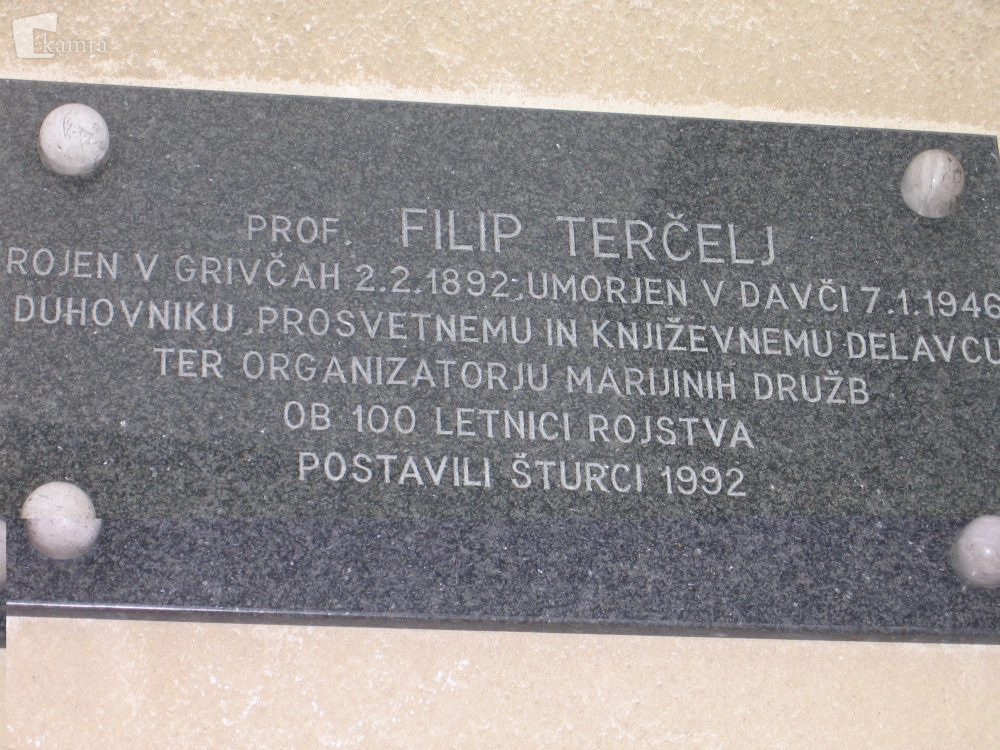 kamra
PROF. FILIP TERČELJ
ROJEN V GRIVČAH 2.2.1892, UMORJEN V DAVČI 7.1.1946
DUHOVNIKU, PROSVETNEMU IN KNJIŽEVNEMU DELAVCU
TER ORGANIZATORJU MARIJINIH DRUŽB
OB 100 LETNICI ROJSTVA
POSTAVILI ŠTURCI 1992